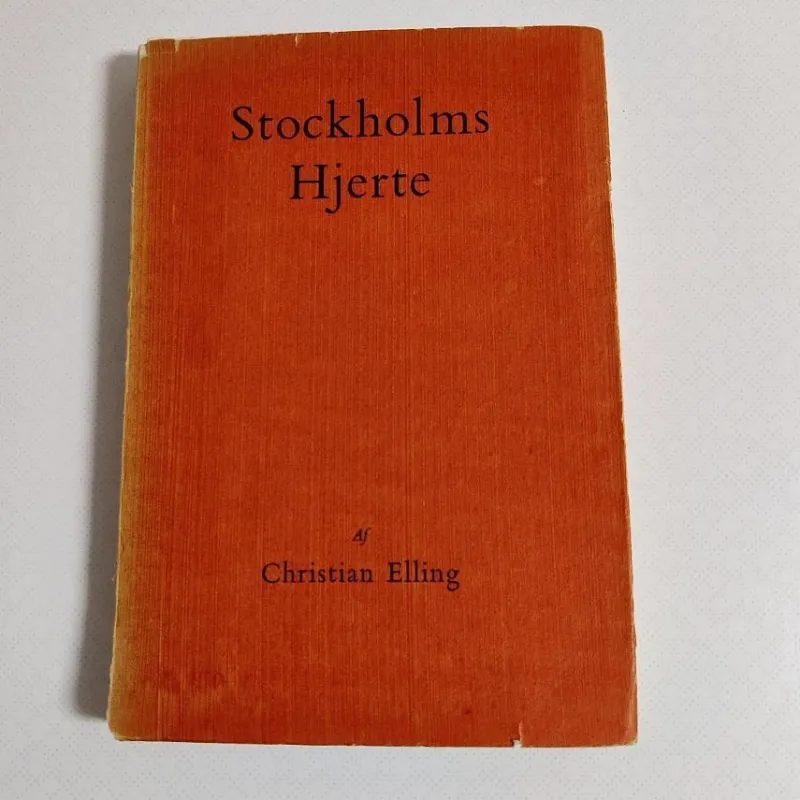 Stockholms
Hjerte
Af
Christian Elling